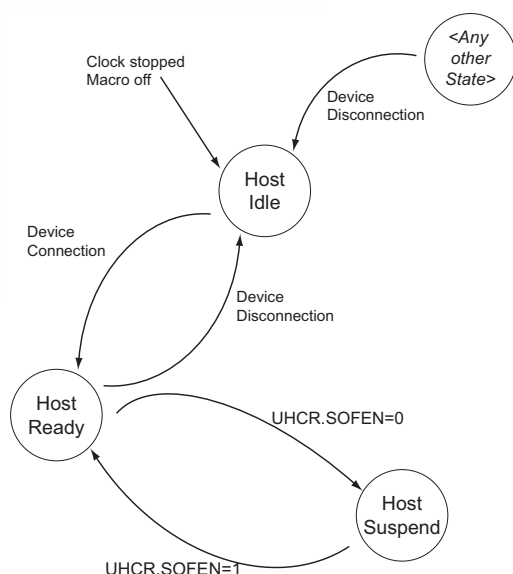 <Any
other
State>
Clock stopped
Macro off
Device
Disconnection
Host
Idle
Device
Connection
Device
Disconnection
Host
Ready
UHCR.SOFEN=0
Host
Suspend
UHCR.SOFEN=1